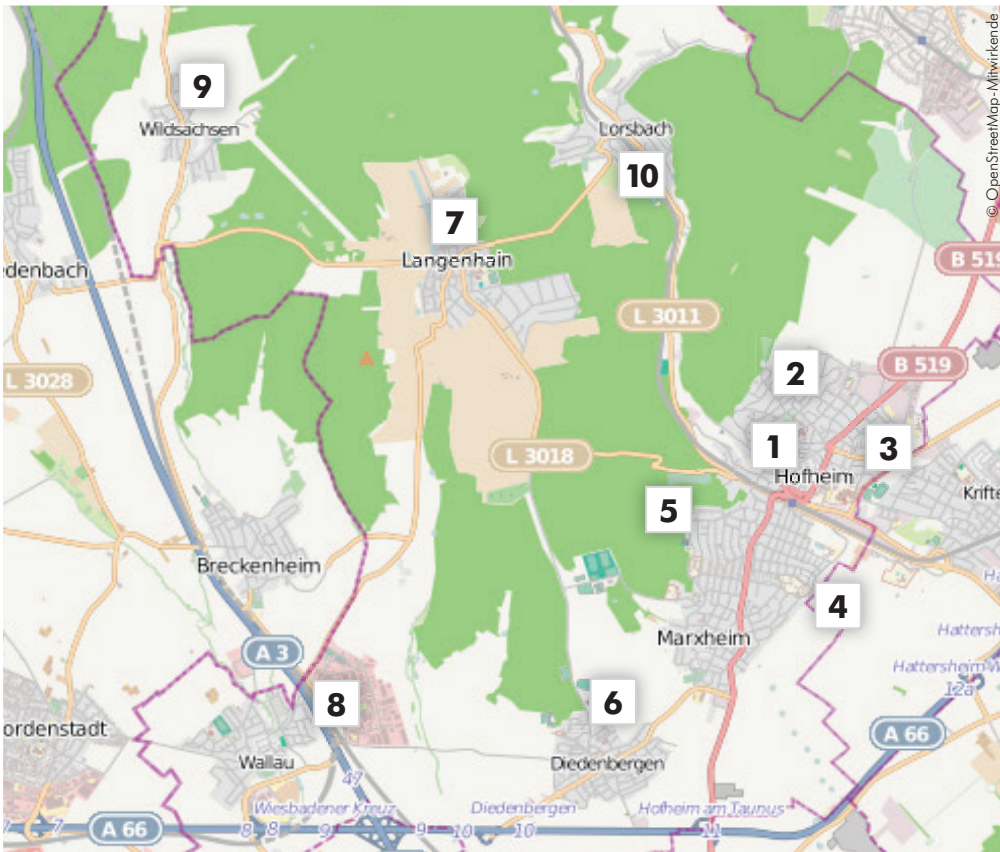 © OpenStreetMap-Mitwirkende
9
Wildsachsen
Lorsbach
10
7
Langenhain
edenbach
B 519
L 3011
L 3028
2
B 519
1
3
L 3018
Hofheim
Krifte
5
Breckenheim
4
Marxheim
Hattersh
A 3
Hattersheim-W
12a
8
6
ordenstadt
A 66
Wallau
Diedenbergen
47
Wiesbadener Kreuz
Diedenbergen
Hofheim am Taunus
7
7
A 66
8
8
9
9
10
10
11